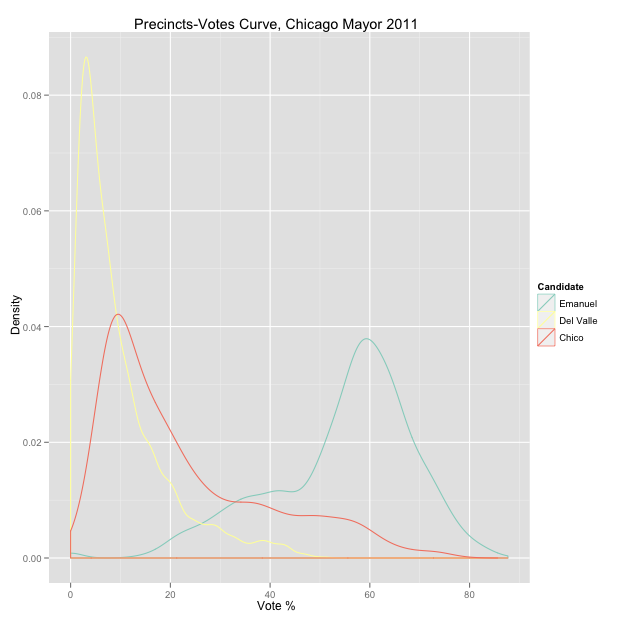 Precincts-Votes Curve, Chicago Mayor 2011
0.08
0.06
0.04
0.02
0.00
Density
0 20 40 60 80
Vote %
Candidate
Emanuel
Del Valle
Chico